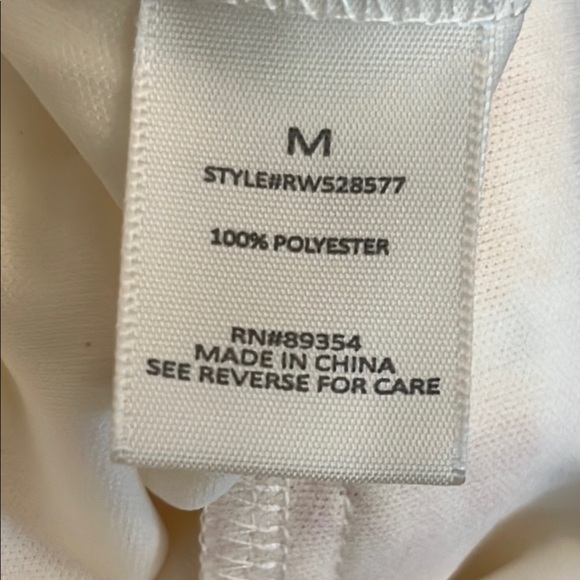 M
STYLE#RW528577
100% POLYESTER
RN#89354
MADE IN CHINA
SEE REVERSE FOR CARE